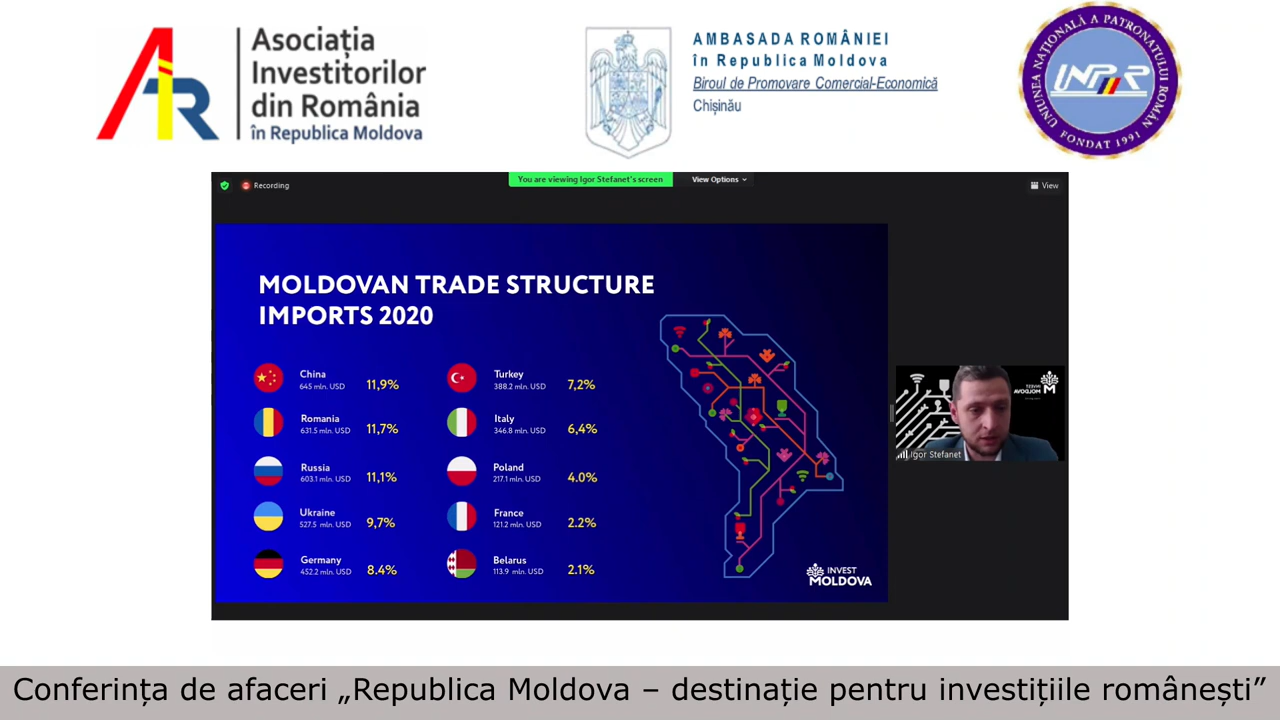 Asociația
Investitorilor
din România
în Republica Moldova
AMBASADA ROMÂNIEI
în Republica Moldova
Biroul de Promovare Comercial-Economică
Chișinău
UNIUNEA NAȚIONALĂ A PATRONATULUI ROMÂN
UNPR
FONDAT 1991
Recording
You are viewing Igor Stefanet's screen
View Options
View
MOLDOVAN TRADE STRUCTURE
IMPORTS 2020
China
645 mln. USD
11,9%
Romania
631.5 mln. USD
11,7%
Russia
603.1 mln. USD
11,1%
Ukraine
527.5 mln. USD
9,7%
Germany
452.2 mln. USD
8.4%
Turkey
388.2 mln. USD
7,2%
Italy
346.8 mln. USD
6,4%
Poland
217.1 mln. USD
4.0%
France
121.2 mln. USD
2.2%
Belarus
113.9 mln. USD
2.1%
INVEST
MOLDOVA
INVEST
MOLDOVA
Igor Stefanet
Conferința de afaceri „Republica Moldova – destinație pentru investițiile românești”